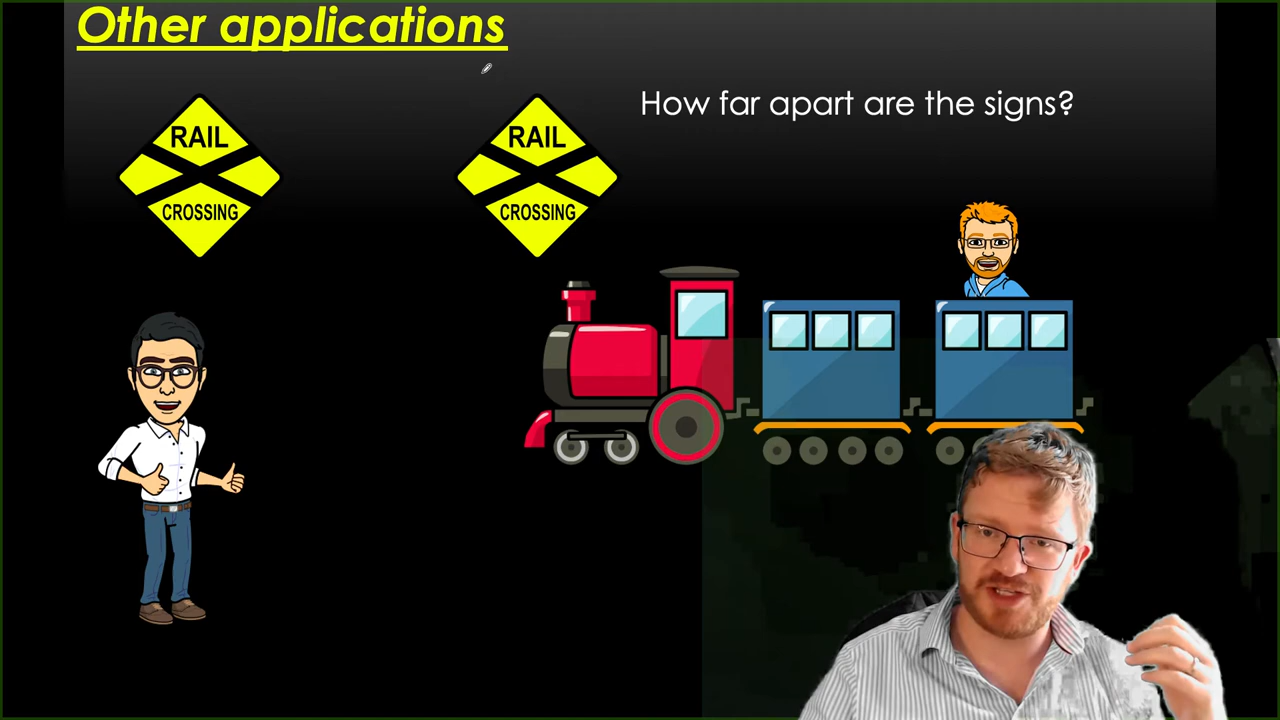 Other applications
How far apart are the signs?
RAIL
CROSSING
RAIL
CROSSING